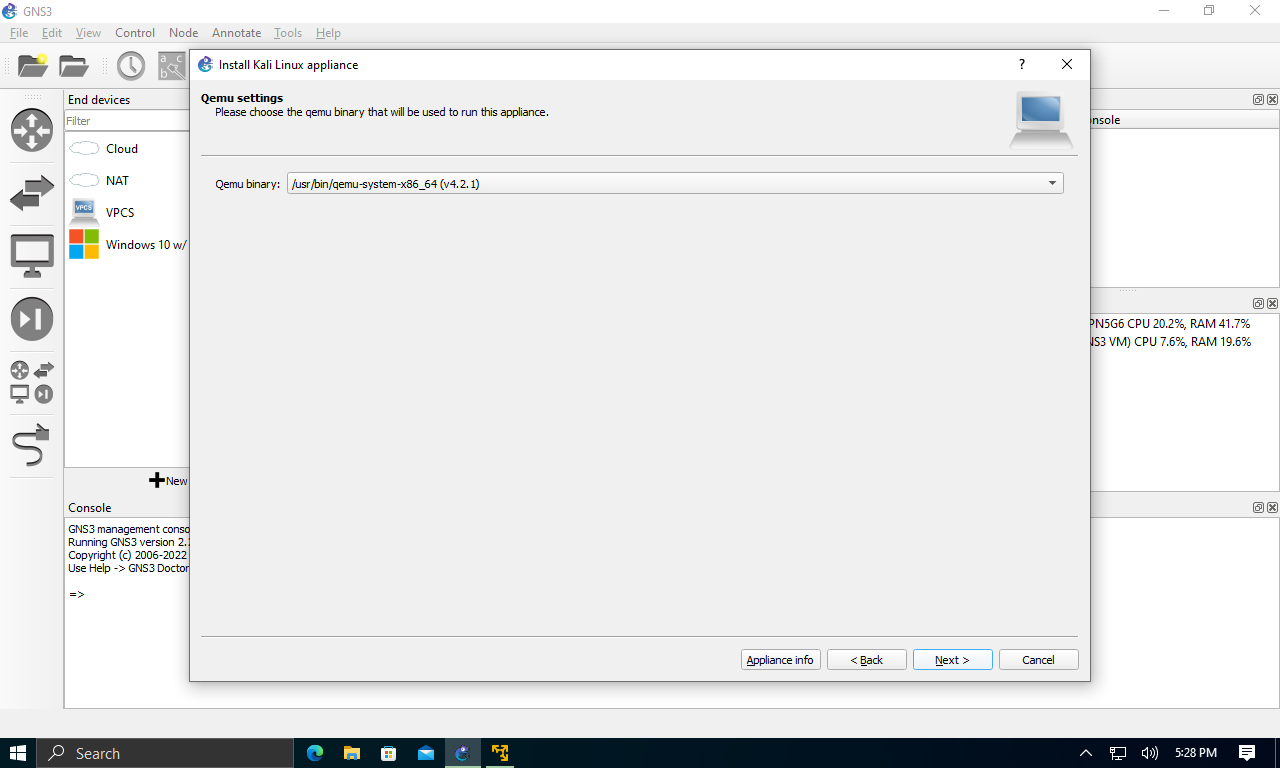 GNS3
File Edit View Control Node Annotate Tools Help
a c
b
Install Kali Linux appliance
?
Qemu settings
Please choose the qemu binary that will be used to run this appliance.
Qemu binary: /usr/bin/qemu-system-x86_64 (v4.2.1)
Appliance info
< Back
Next >
Cancel
End devices
Filter
Cloud
NAT
VPCS
VPCS
Windows 10 w/
New
nsole
PN5G6 CPU 20.2%, RAM 41.7%
NS3 VM) CPU 7.6%, RAM 19.6%
Console
GNS3 management conso
Running GNS3 version 2.
Copyright (c) 2006-2022
Use Help -> GNS3 Doctor
=>
Search
5:28 PM